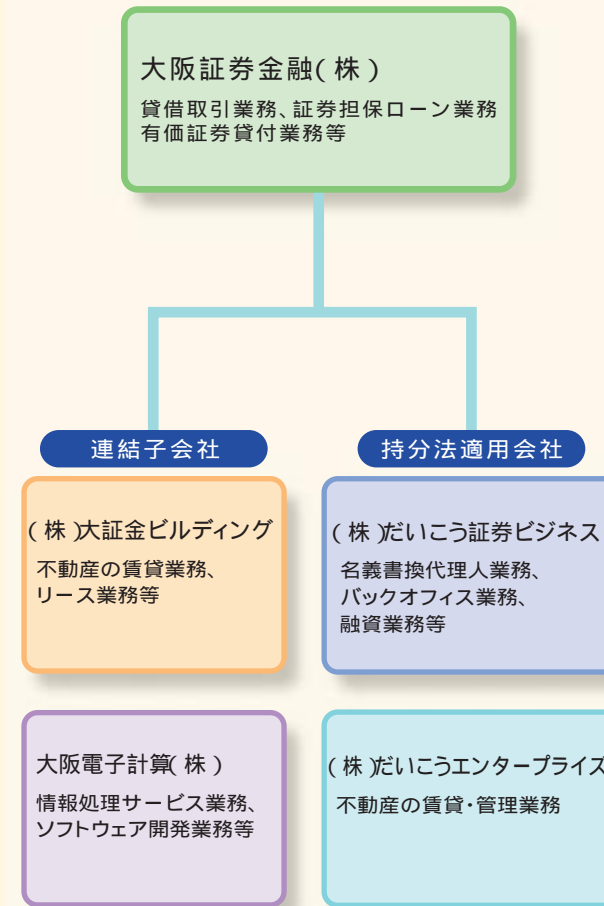 大阪証券金融(株)
貸借取引業務、証券担保ローン業務
有価証券貸付業務等
連結子会社
持分法適用会社
(株)大証金ビルディング
不動産の賃貸業務、
リース業務等
(株)だいこう証券ビジネス
名義書換代理人業務、
バックオフィス業務、
融資業務等
大阪電子計算(株)
情報処理サービス業務、
ソフトウェア開発業務等
(株)だいこうエンタープライズ
不動産の賃貸・管理業務